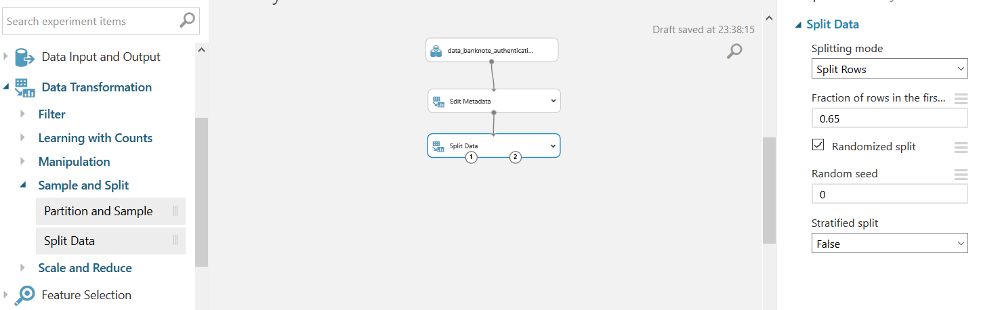 Search experiment items
Data Input and Output
Data Transformation
Filter
Learning with Counts
Manipulation
Sample and Split
Partition and Sample
Split Data
Scale and Reduce
Feature Selection
Draft saved at 23:38:15
data_banknote_authenticati...
Edit Metadata
Split Data
1
2
Split Data
Splitting mode
Split Rows
Fraction of rows in the firs...
0.65
Randomized split
Random seed
0
Stratified split
False